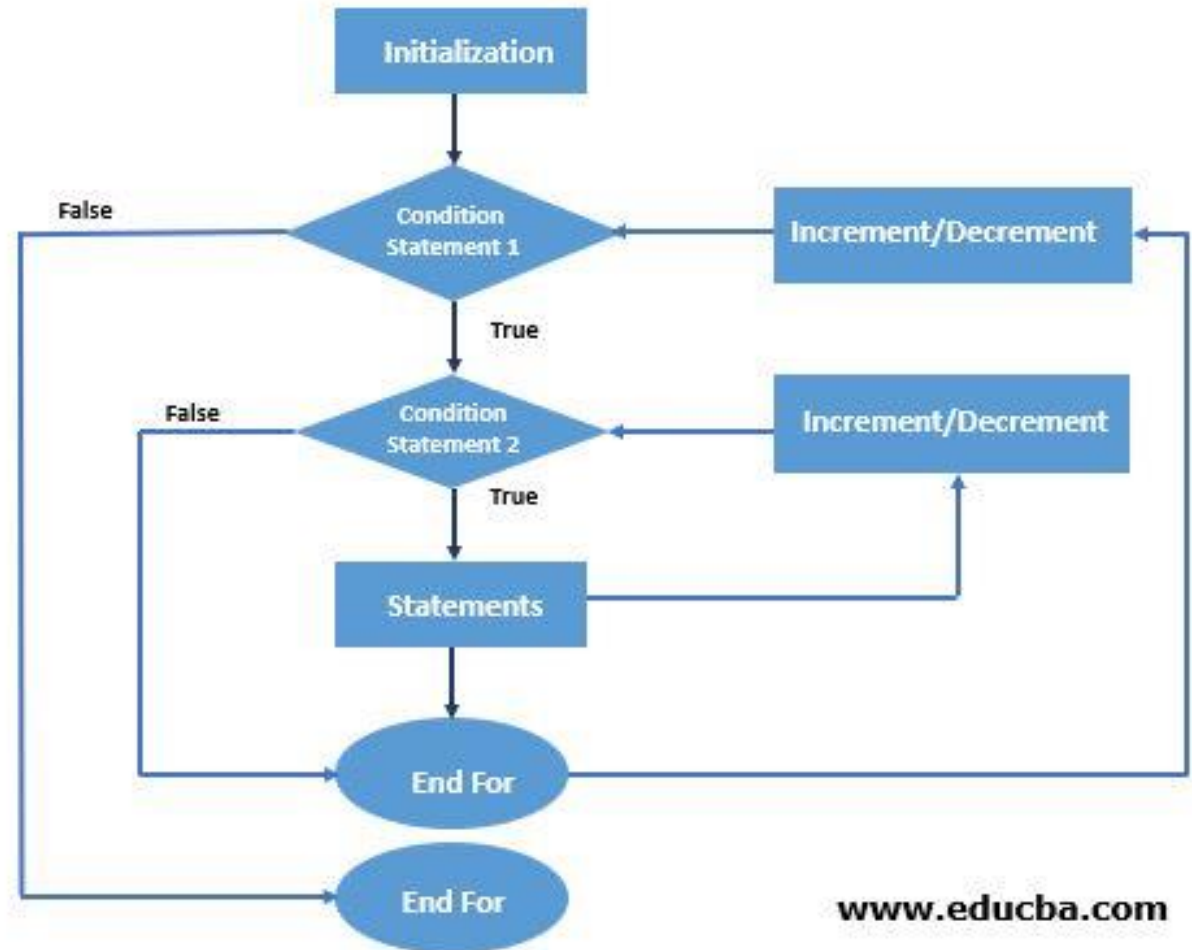 Initialization
False
Condition
Statement 1
Increment/Decrement
True
False
Condition
Statement 2
Increment/Decrement
True
Statements
End For
End For
www.educba.com